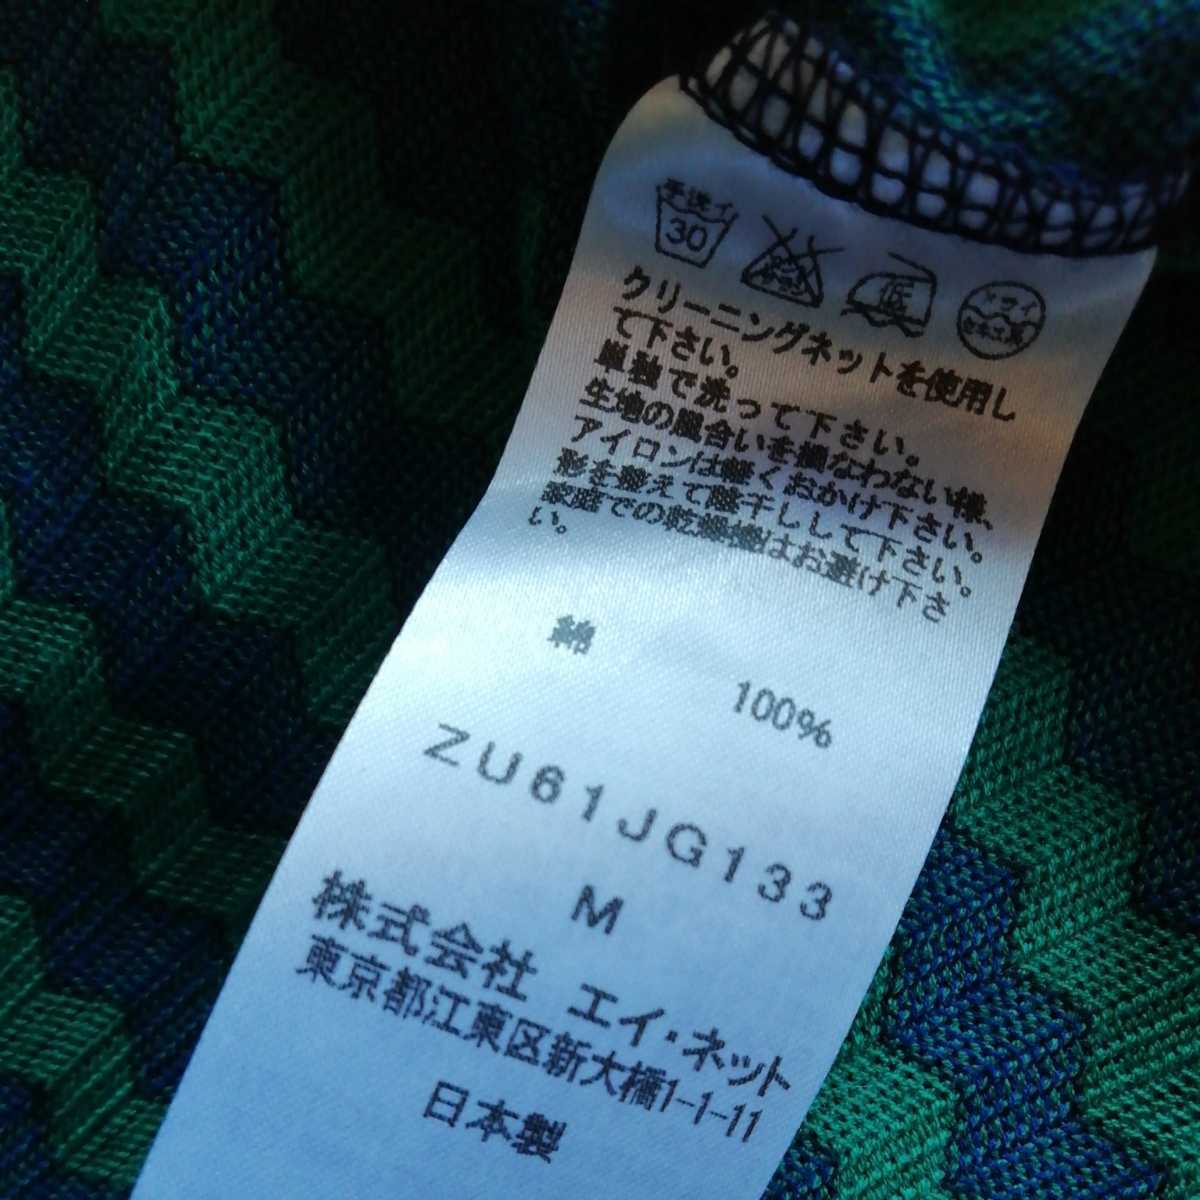 手洗イ
30
低
ドライ
セキユ系
クリーニングネットを使用し
て下さい。
単独で洗って下さい。
生地の風合いを損なわない様、
アイロンは軽くおかけ下さい。
形を整えて陰干しして下さい。
家庭での乾燥機はお避け下さ
い。
綿 100%
ZU61JG133
M
株式会社 エイ・ネット
東京都江東区新大橋1-1-11
日本製